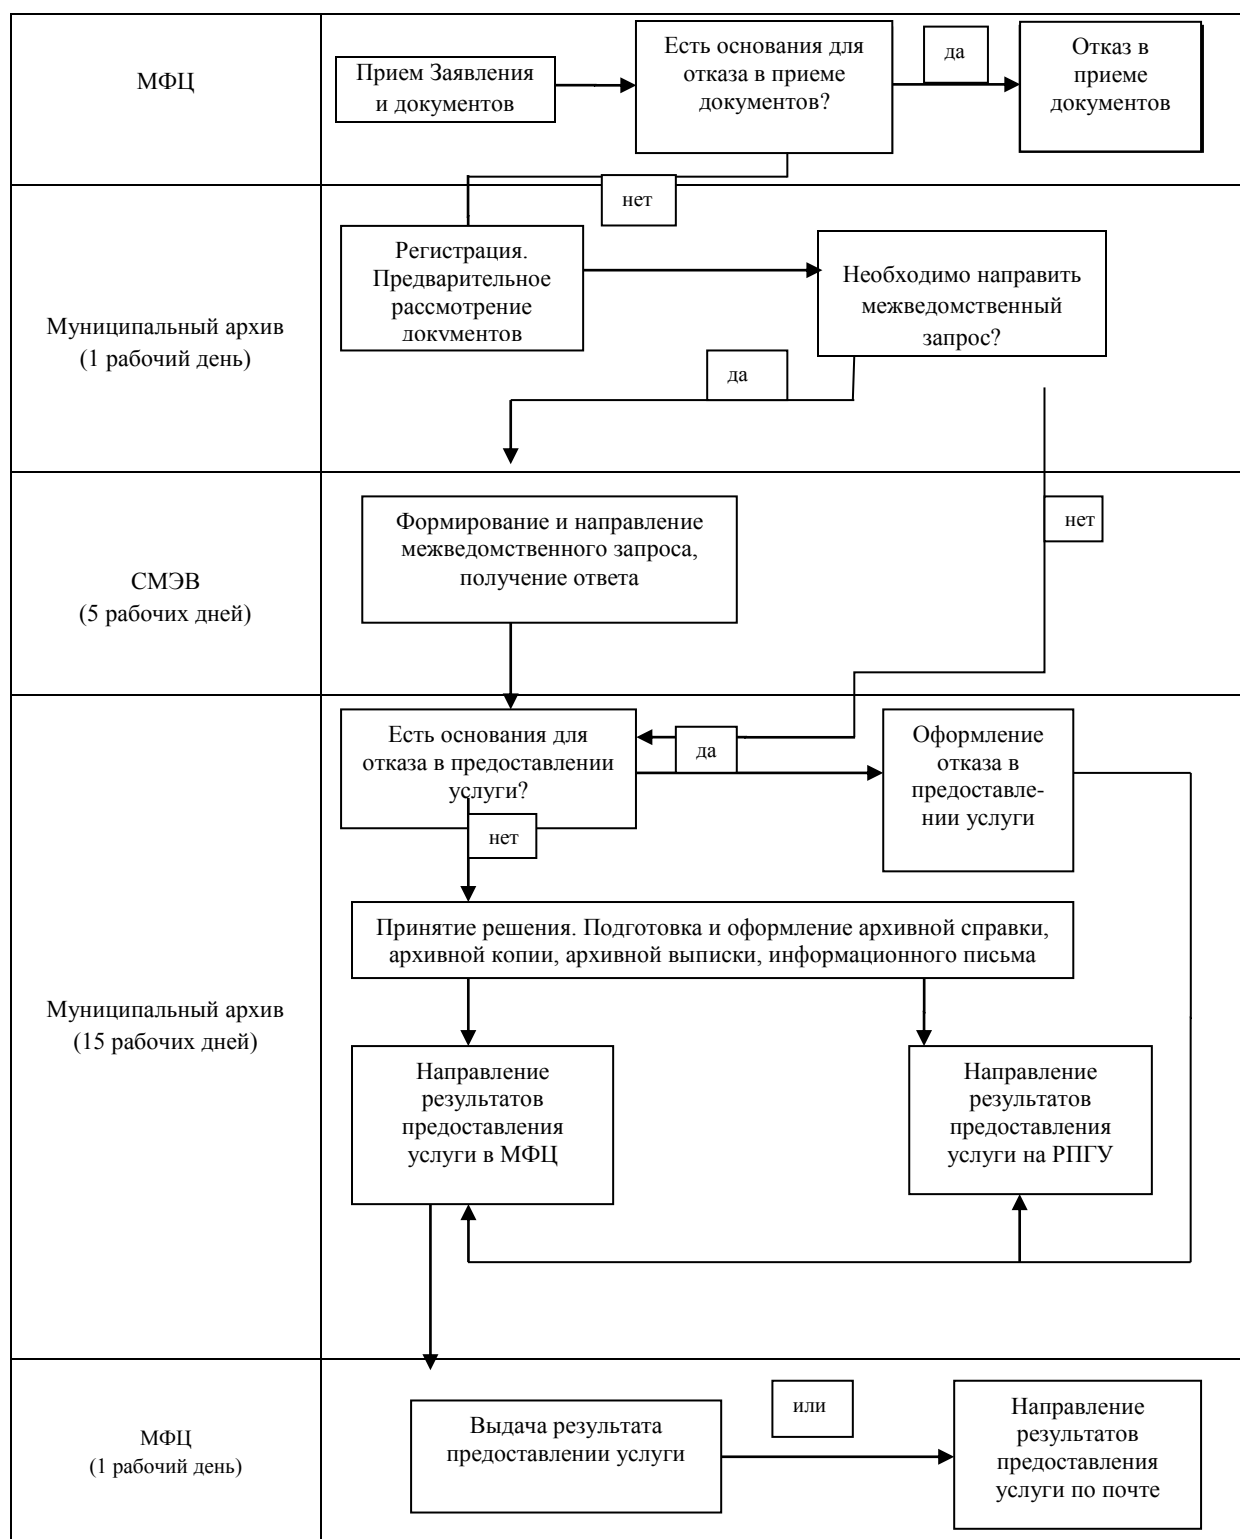 МФЦ
Прием Заявления
и документов
Есть основания для
отказа в приеме
документов?
да
Отказ в
приеме
документов
нет
Муниципальный архив
(1 рабочий день)
Регистрация.
Предварительное
рассмотрение
документов
Необходимо направить
межведомственный
запрос?
да
нет
СМЭВ
(5 рабочих дней)
Формирование и направление
межведомственного запроса,
получение ответа
Муниципальный архив
(15 рабочих дней)
Есть основания для
отказа в предоставлении
услуги?
да
Оформление
отказа в
предоставле-
нии услуги
нет
Принятие решения. Подготовка и оформление архивной справки,
архивной копии, архивной выписки, информационного письма
Направление
результатов
предоставления
услуги в МФЦ
Направление
результатов
предоставления
услуги на РПГУ
МФЦ
(1 рабочий день)
Выдача результата
предоставлении услуги
или
Направление
результатов
предоставления
услуги по почте